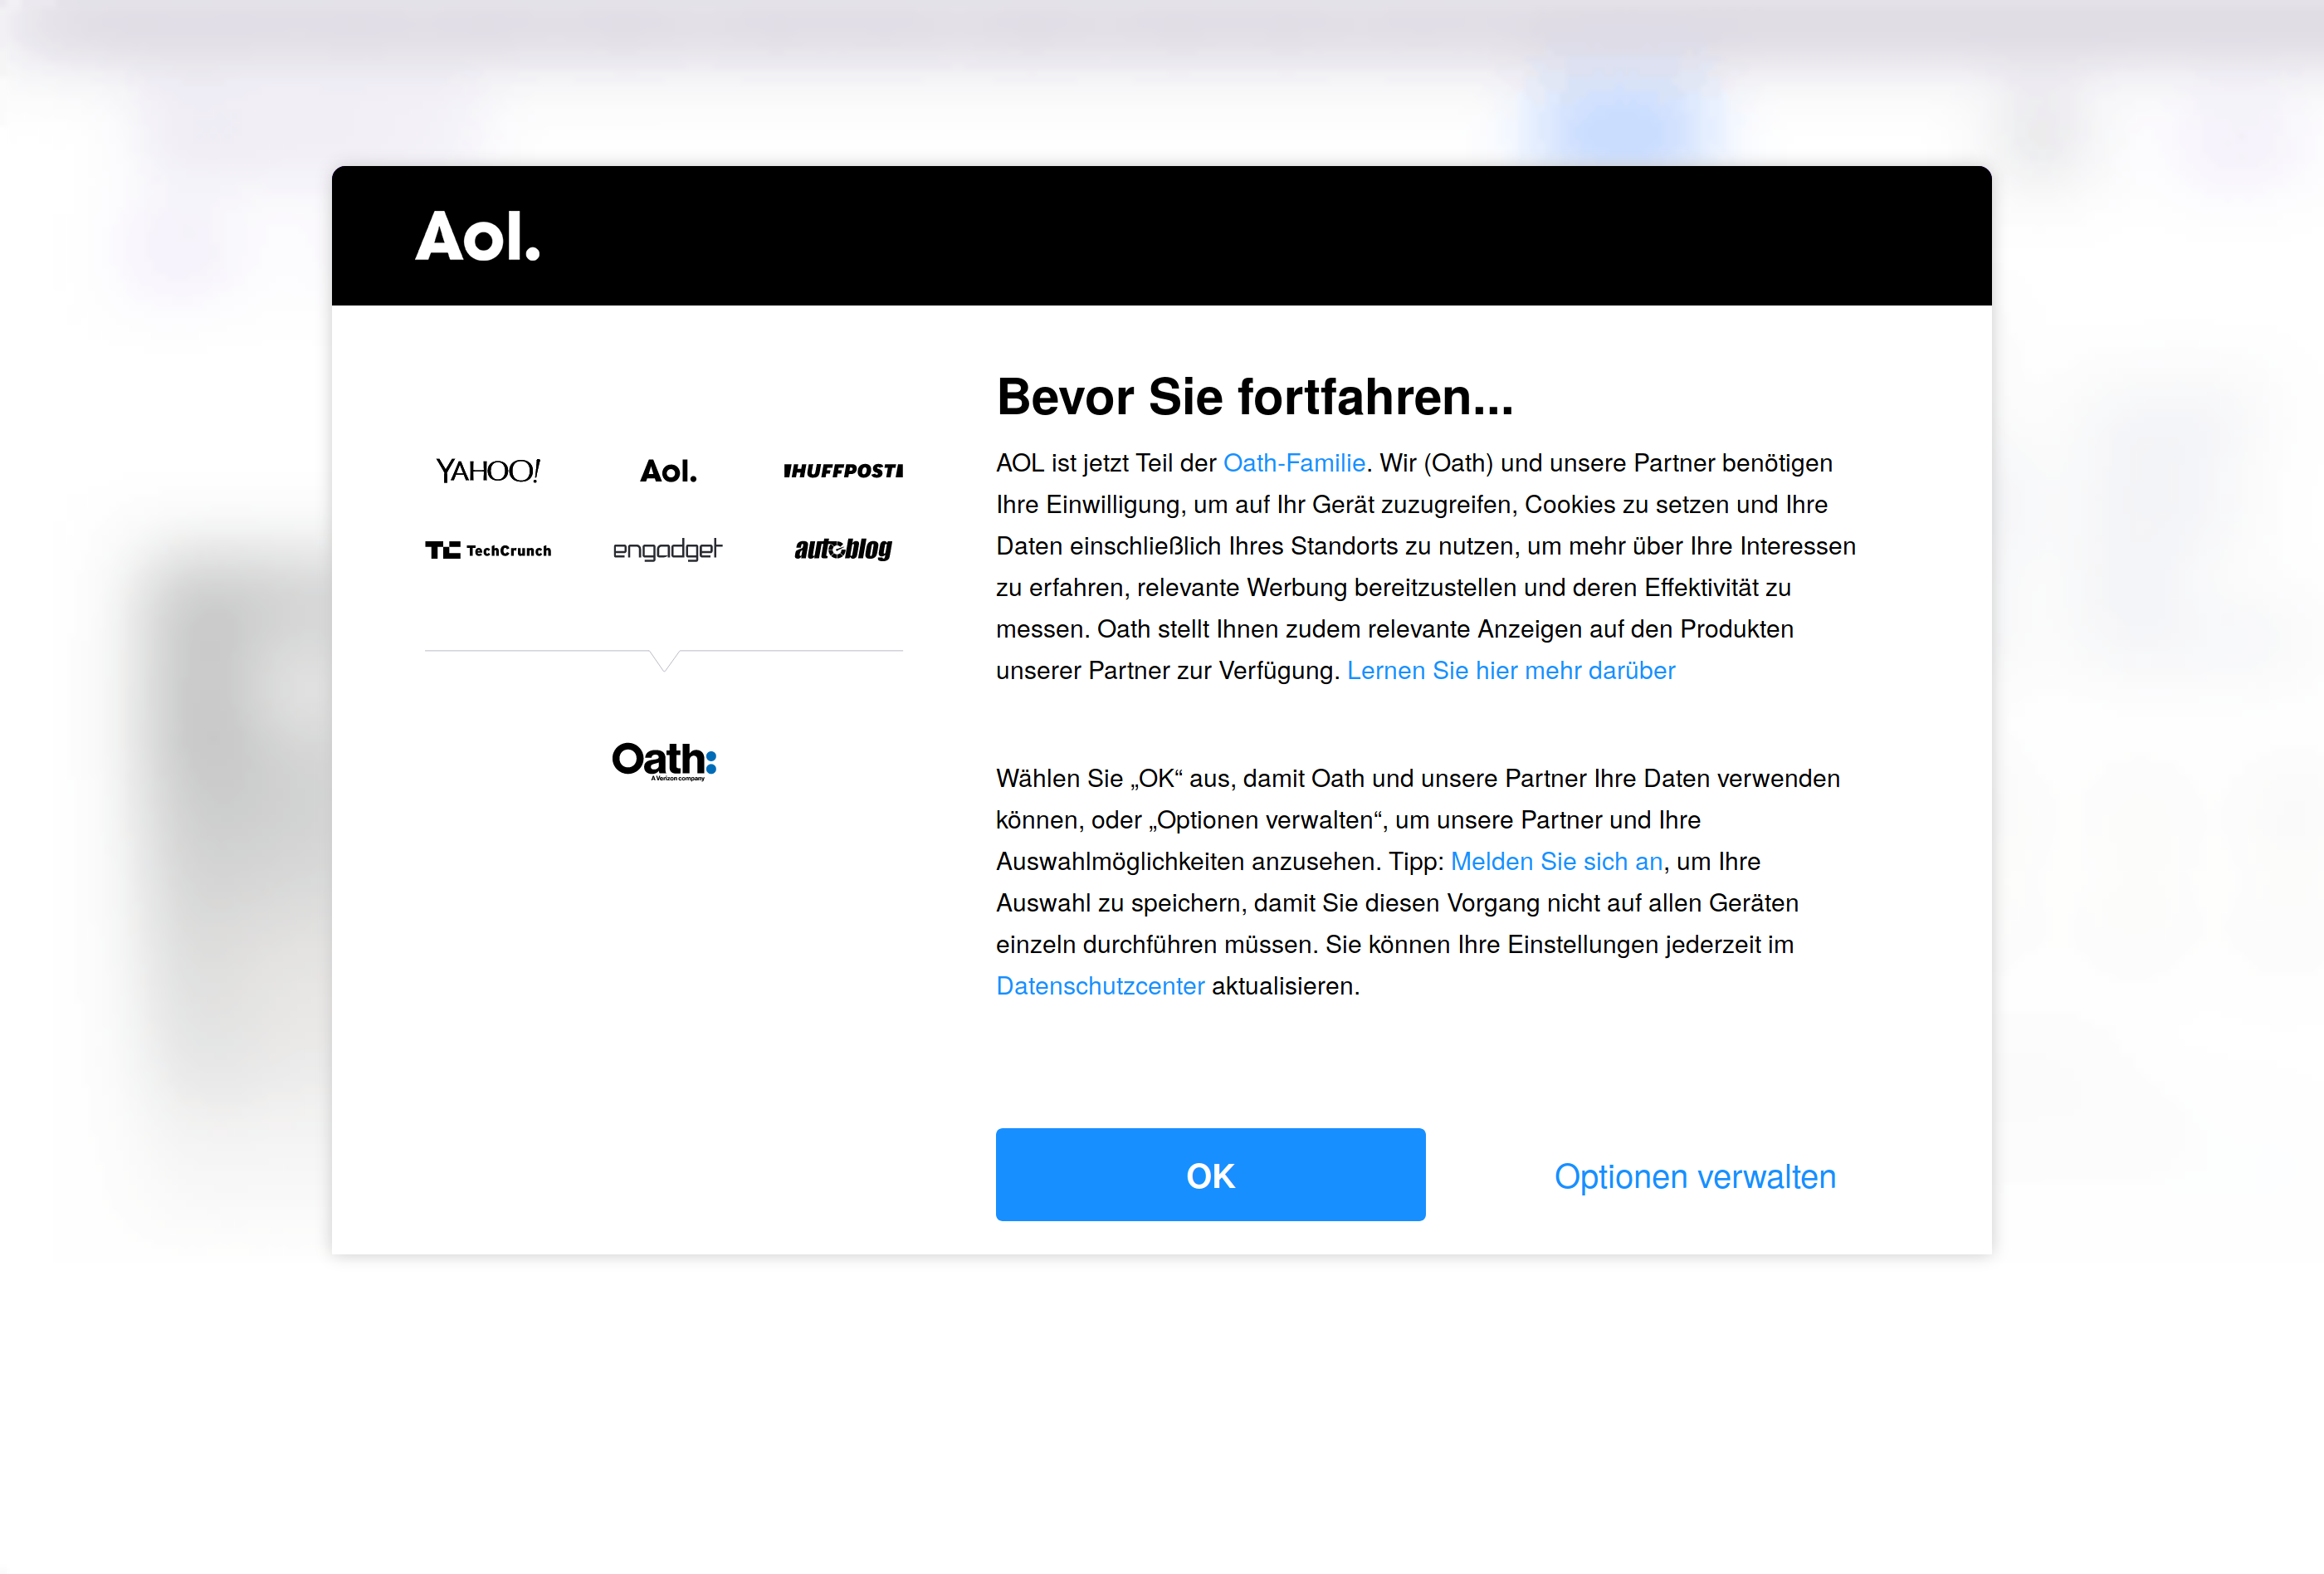 Aol.
YAHOO!
Aol.
HUFFPOST
TechCrunch
engadget
autoblog
Oath:
A Verizon company
Bevor Sie fortfahren...
AOL ist jetzt Teil der Oath-Familie. Wir (Oath) und unsere Partner benötigen
Ihre Einwilligung, um auf Ihr Gerät zuzugreifen, Cookies zu setzen und Ihre
Daten einschließlich Ihres Standorts zu nutzen, um mehr über Ihre Interessen
zu erfahren, relevante Werbung bereitzustellen und deren Effektivität zu
messen. Oath stellt Ihnen zudem relevante Anzeigen auf den Produkten
unserer Partner zur Verfügung. Lernen Sie hier mehr darüber
Wählen Sie „OK“ aus, damit Oath und unsere Partner Ihre Daten verwenden
können, oder „Optionen verwalten“, um unsere Partner und Ihre
Auswahlmöglichkeiten anzusehen. Tipp: Melden Sie sich an, um Ihre
Auswahl zu speichern, damit Sie diesen Vorgang nicht auf allen Geräten
einzeln durchführen müssen. Sie können Ihre Einstellungen jederzeit im
Datenschutzcenter aktualisieren.
OK
Optionen verwalten